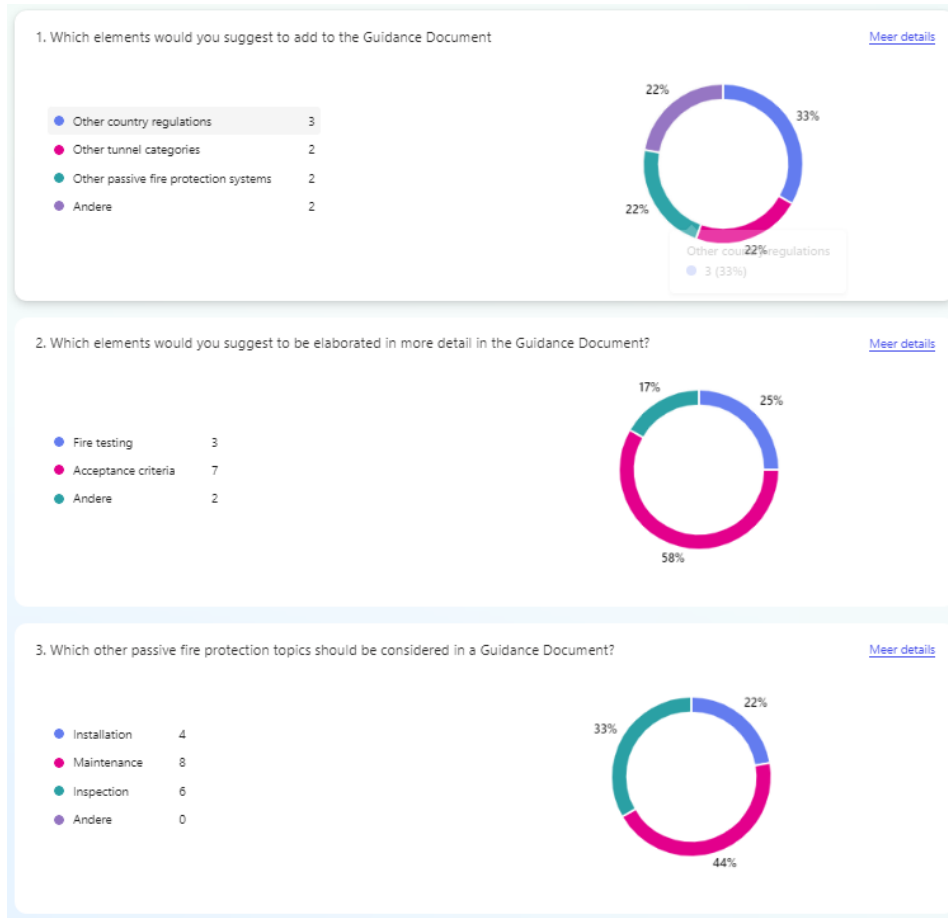 1. Which elements would you suggest to add to the Guidance Document
Meer details
Other country regulations 3
Other tunnel categories 2
Other passive fire protection systems 2
Andere 2
22%
33%
22%
22%
Other country regulations
3 (33%)
2. Which elements would you suggest to be elaborated in more detail in the Guidance Document?
Meer details
Fire testing 3
Acceptance criteria 7
Andere 2
17%
25%
58%
3. Which other passive fire protection topics should be considered in a Guidance Document?
Meer details
Installation 4
Maintenance 8
Inspection 6
Andere 0
22%
33%
44%